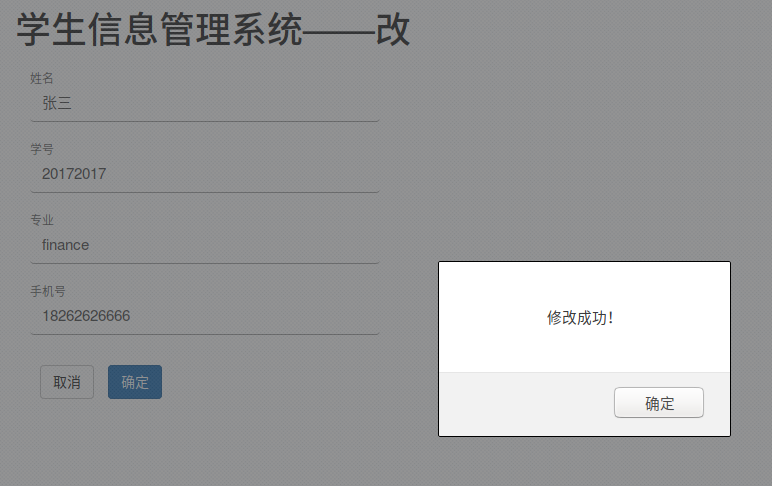 学生信息管理系统——改
姓名
张三
学号
20172017
专业
finance
手机号
18262626666
取消 确定
修改成功!
确定